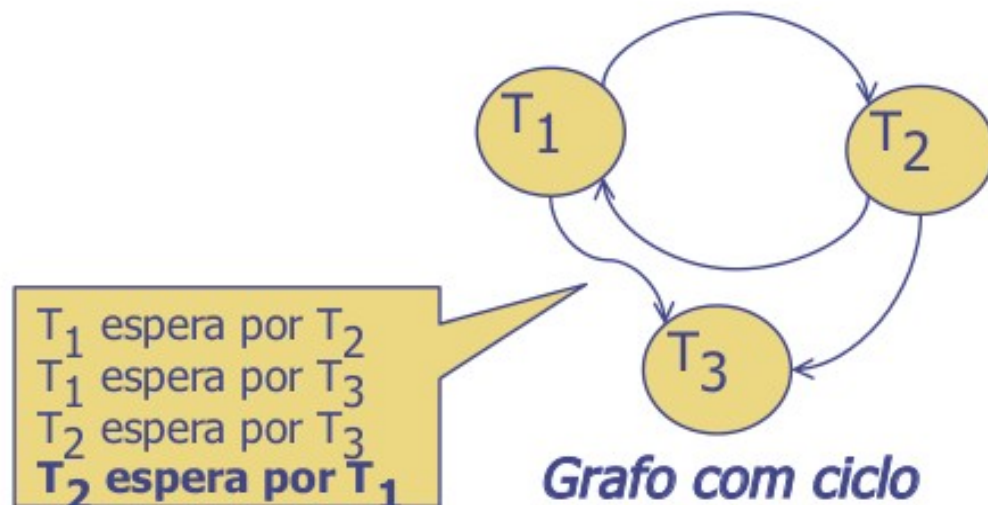 T1
T2
T1 espera por T2
T1 espera por T3
T2 espera por T3
T2 espera por T1
T3
Grafo com ciclo